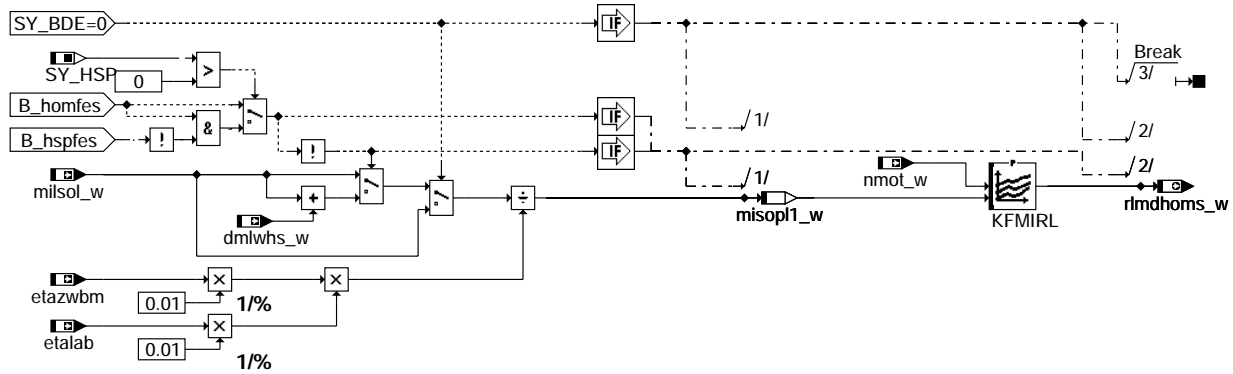 SY_BDE=0
IF
Break
3/
SY_HSP
0
>
B_homfes
&
IF
1/
2/
B_hspfes
!
!
IF
2/
milsol_w
1/
nmot_w
P
+
÷
misopl1_w
rlmdhoms_w
dmlwhs_w
KFMIRL
etazwbm
×
×
0.01
1/%
etalab
×
0.01
1/%